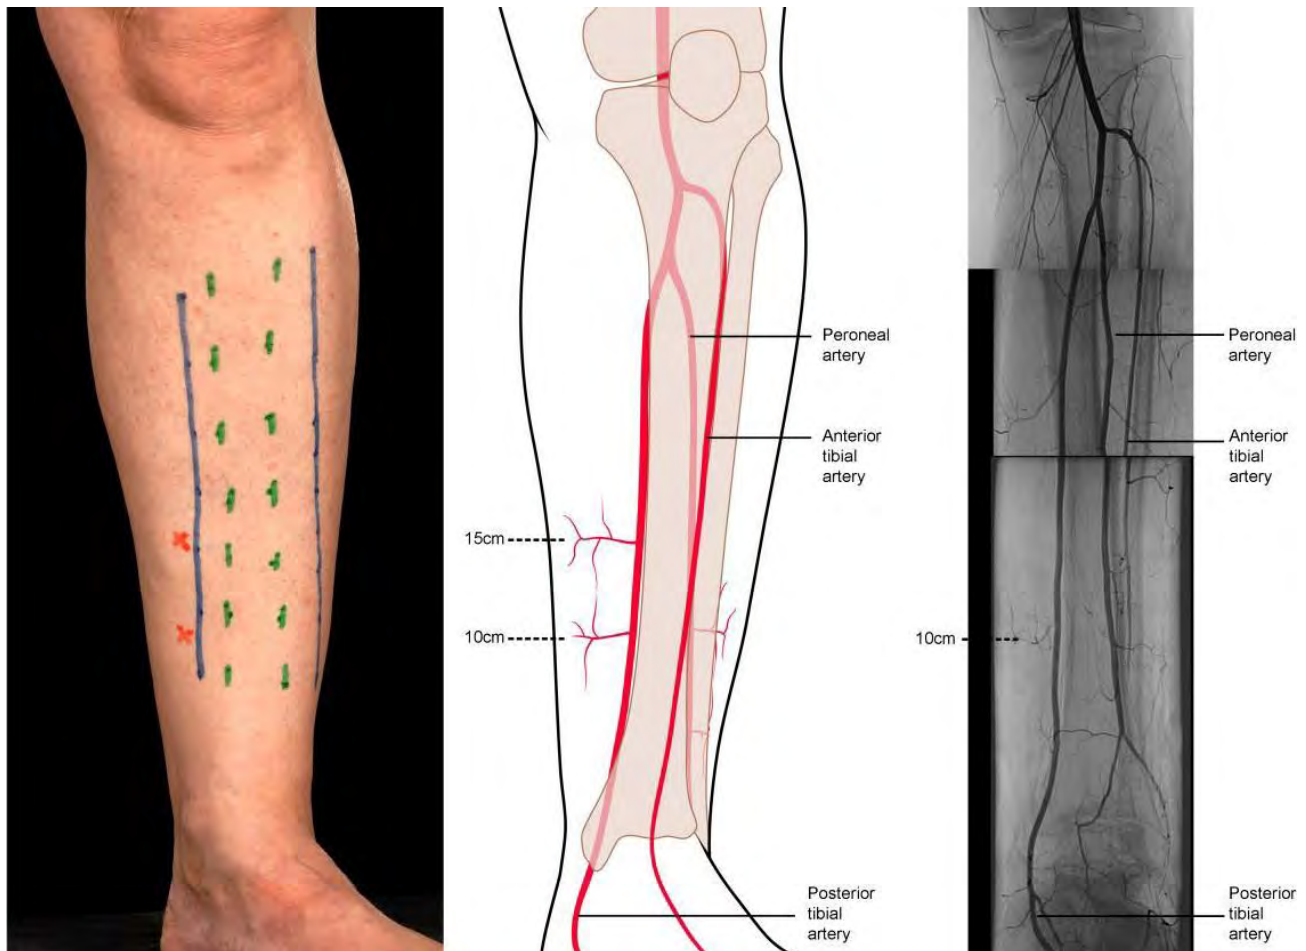 Peroneal
artery
Anterior
tibial
artery
15cm
10cm
Posterior
tibial
artery
Peroneal
artery
Anterior
tibial
artery
10cm
Posterior
tibial
artery